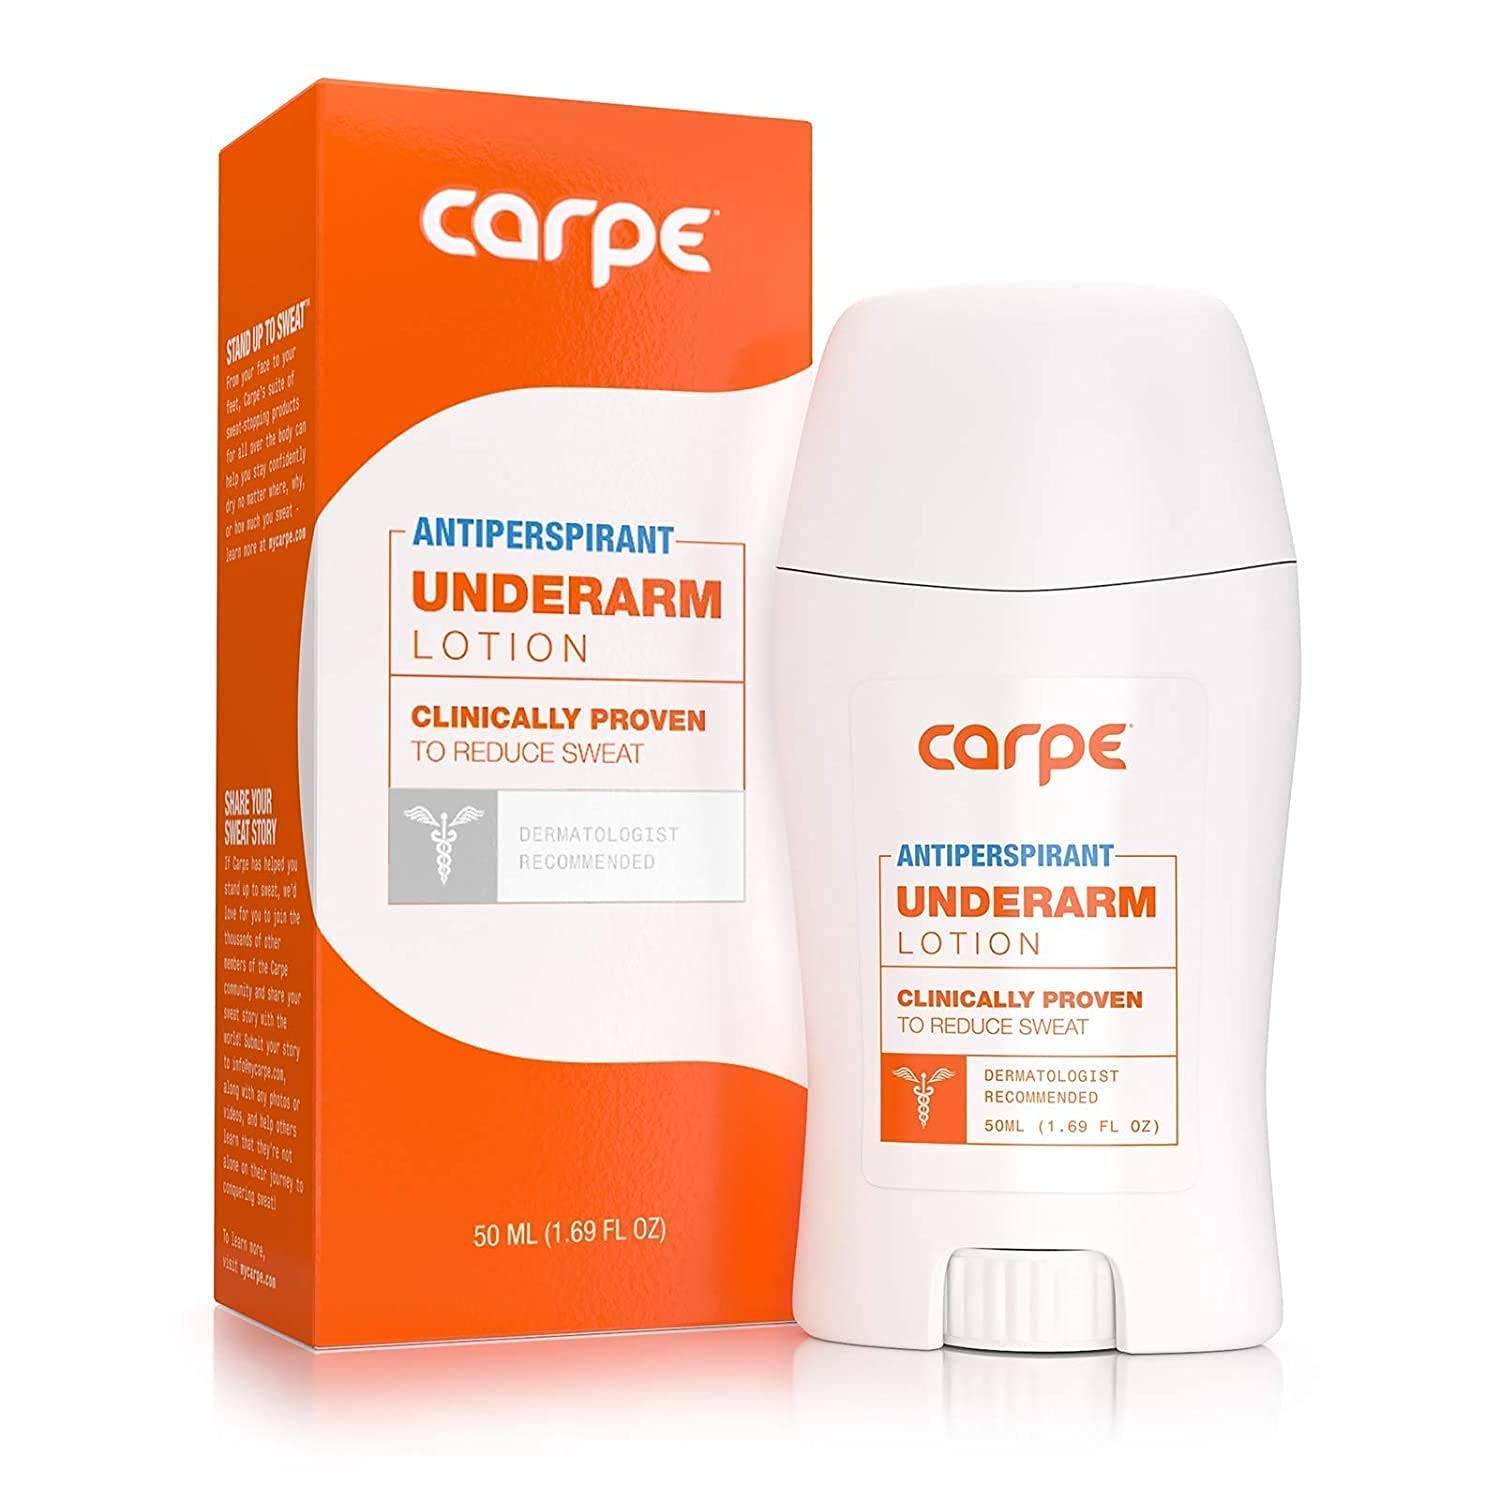 carpe
STAND UP TO SWEAT™
From your face to your
feet, Carpe's suite of
sweat-stopping products
for all over the body can
help you stay confidently
dry no matter where, why,
or how much you sweat -
learn more at mycarpe.com
SHARE YOUR
SWEAT STORY
If Carpe has helped you
stand up to sweat, we'd
love for you to join the
thousands of other
members of the Carpe
community and share your
sweat story with the
world! Submit your story
to info@mycarpe.com,
along with any photos or
videos, and help others
learn that they're not
alone on their journey to
conquering sweat!
To learn more,
visit mycarpe.com
ANTIPERSPIRANT
UNDERARM
LOTION
CLINICALLY PROVEN
TO REDUCE SWEAT
DERMATOLOGIST
RECOMMENDED
50 ML (1.69 FL OZ)
carpe
ANTIPERSPIRANT
UNDERARM
LOTION
CLINICALLY PROVEN
TO REDUCE SWEAT
DERMATOLOGIST
RECOMMENDED
50ML (1.69 FL OZ)